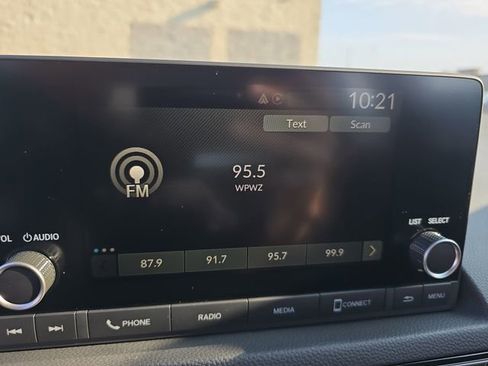 10:21
Text Scan
FM
95.5
WPWZ
VOL AUDIO
LIST SELECT
87.9 91.7 95.7 99.9
PHONE RADIO MEDIA CONNECT MENU